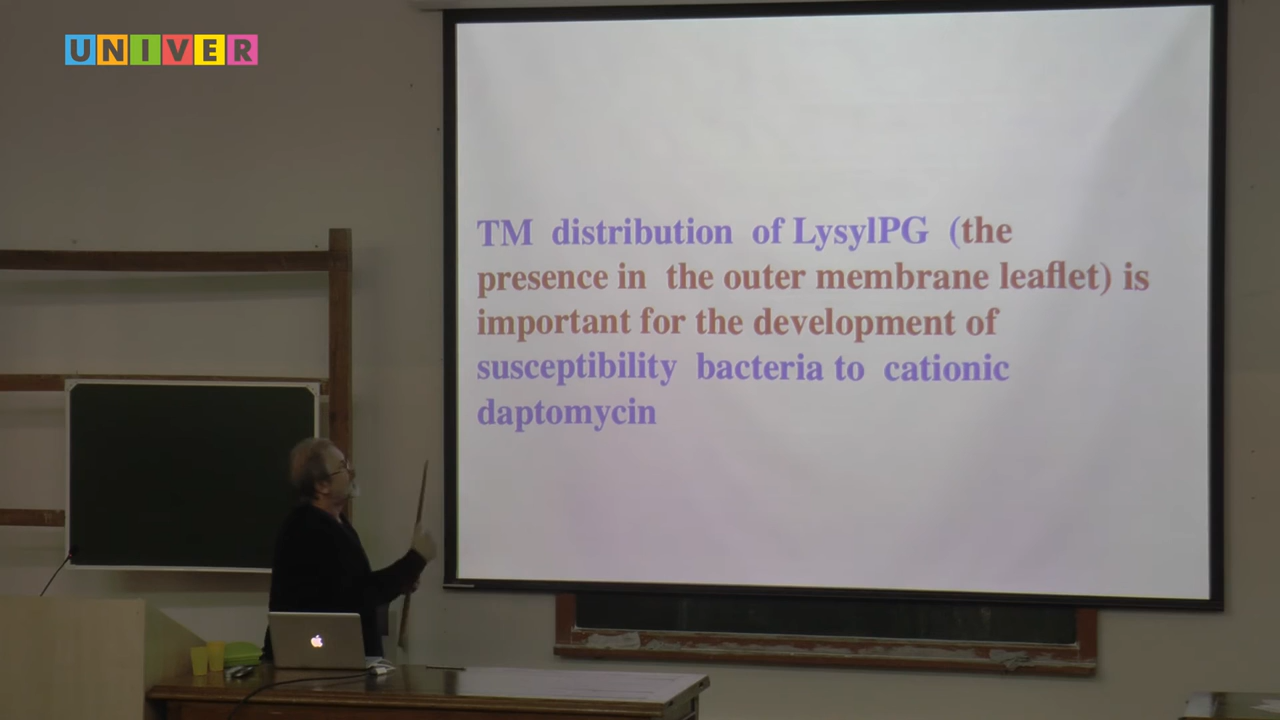 UNIVER
TM distribution of LysylPG (the
presence in the outer membrane leaflet) is
important for the development of
susceptibility bacteria to cationic
daptomycin